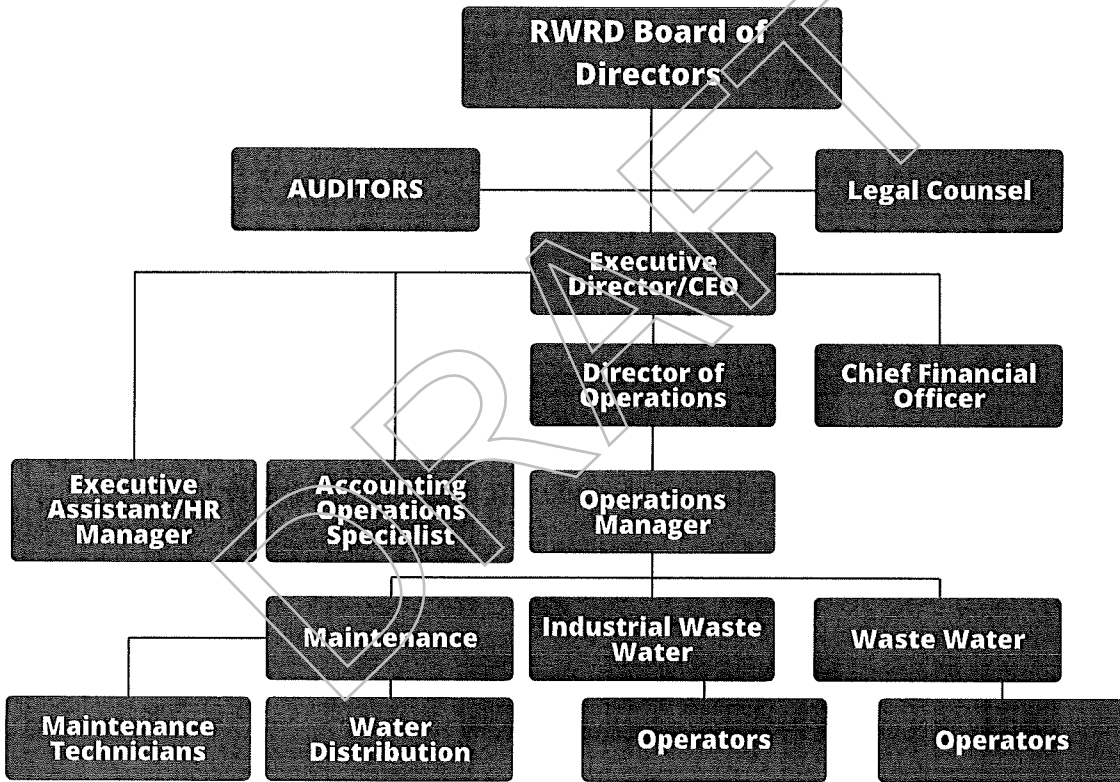 RWRD Board of
Directors
AUDITORS
Legal Counsel
Executive
Director/CEO
Director of
Operations
Chief Financial
Officer
Executive
Assistant/HR
Manager
Accounting
Operations
Specialist
Operations
Manager
Maintenance
Industrial Waste
Water
Waste Water
Maintenance
Technicians
Water
Distribution
Operators
Operators
DRAFT